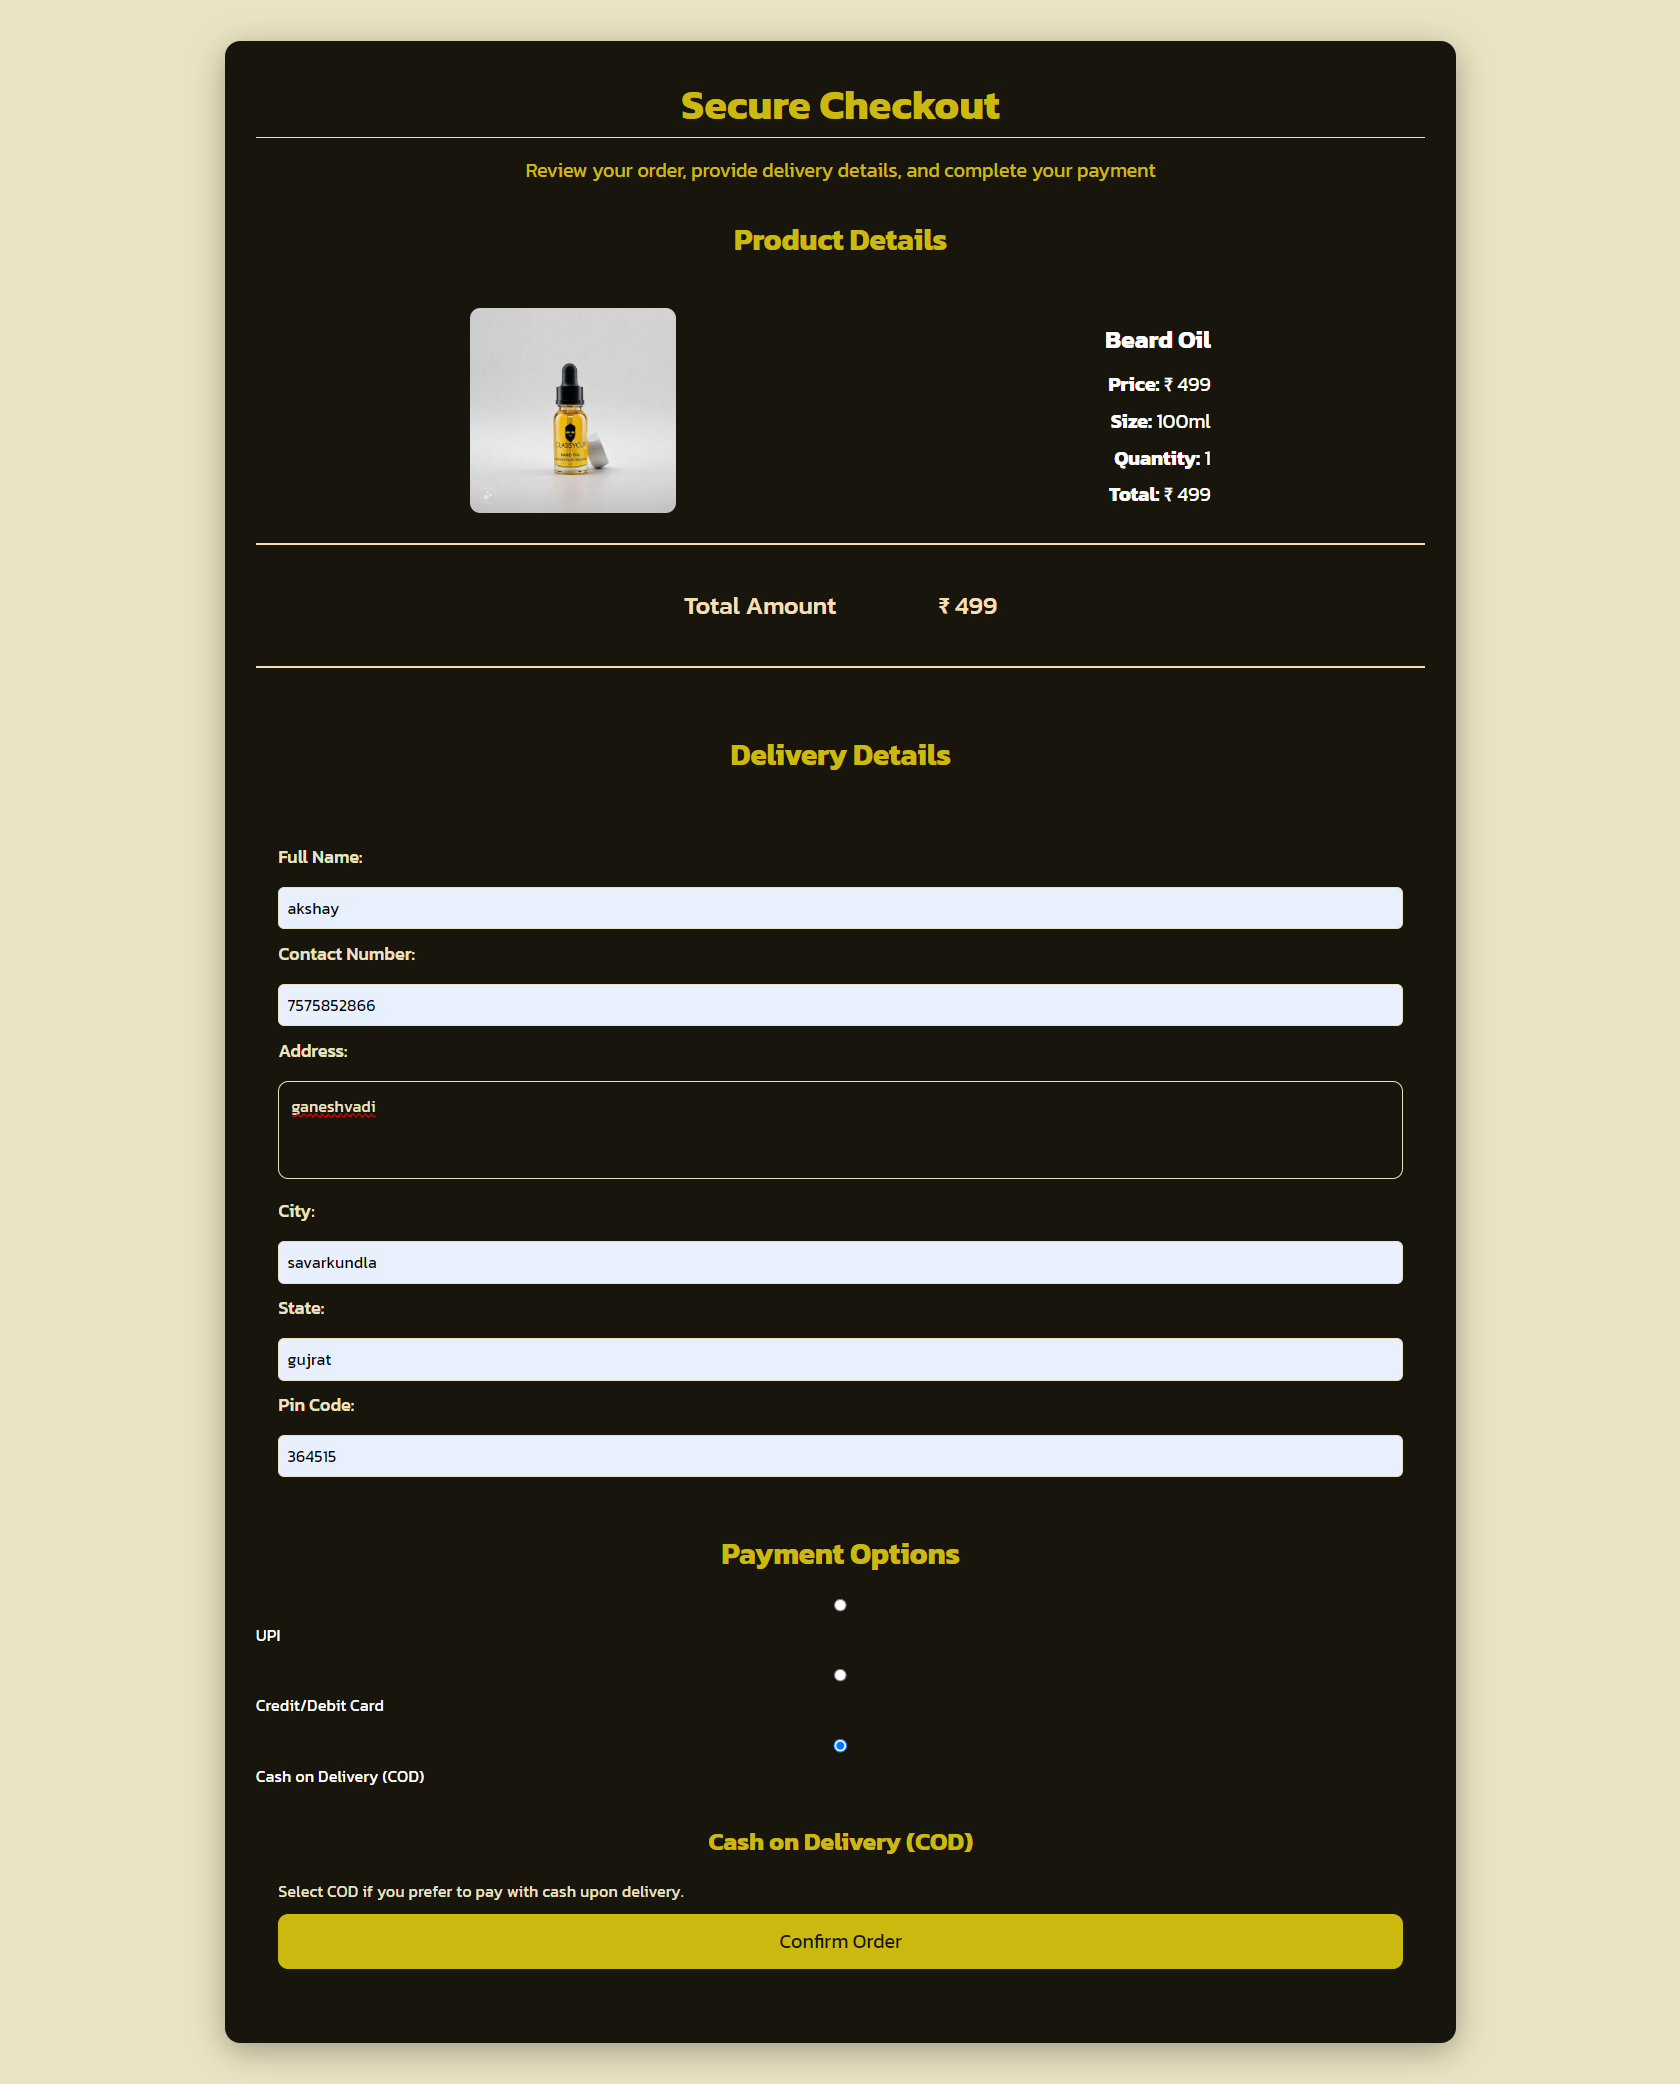 Secure Checkout
Review your order, provide delivery details, and complete your payment
Product Details
Beard Oil
Price: ₹ 499
Size: 100ml
Quantity: 1
Total: ₹ 499
Total Amount ₹ 499
Delivery Details
Full Name:
akshay
Contact Number:
7575852866
Address:
ganeshvadi
City:
savarkundla
State:
gujrat
Pin Code:
364515
Payment Options
UPI
Credit/Debit Card
Cash on Delivery (COD)
Cash on Delivery (COD)
Select COD if you prefer to pay with cash upon delivery.
Confirm Order